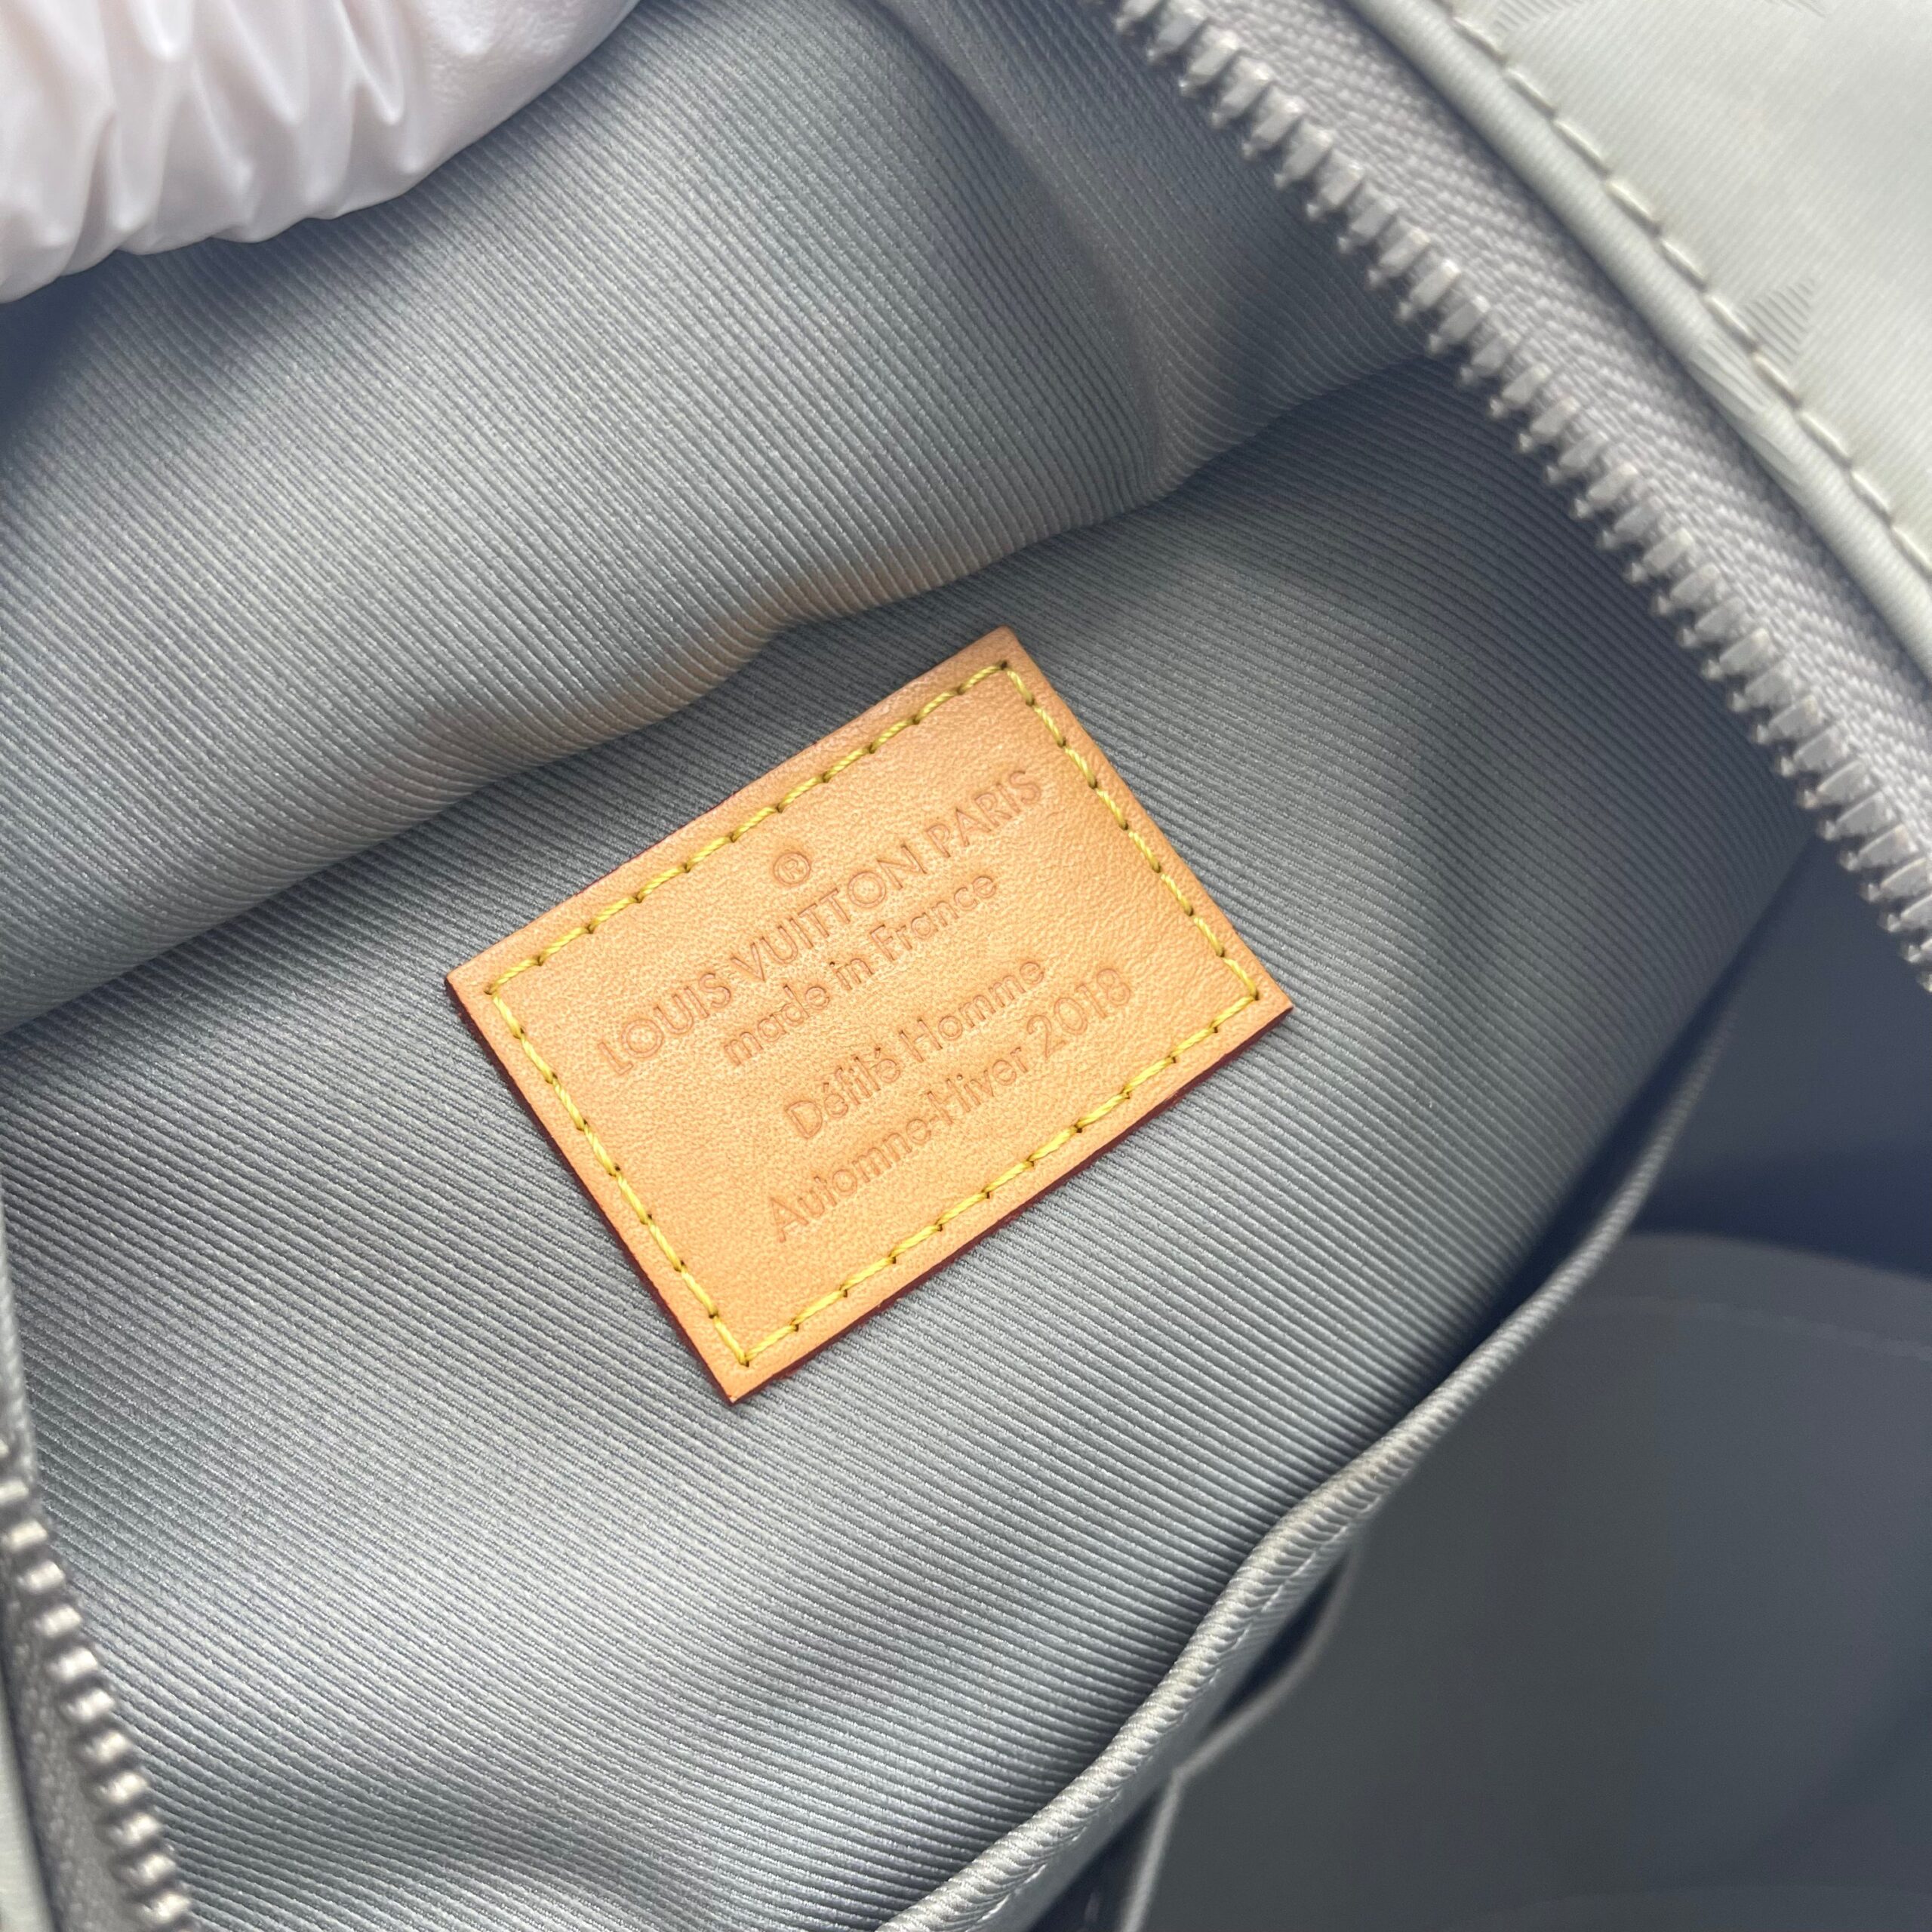 ®
LOUIS VUITTON PARIS
made in France
Défilé Homme
Automne-Hiver 2018